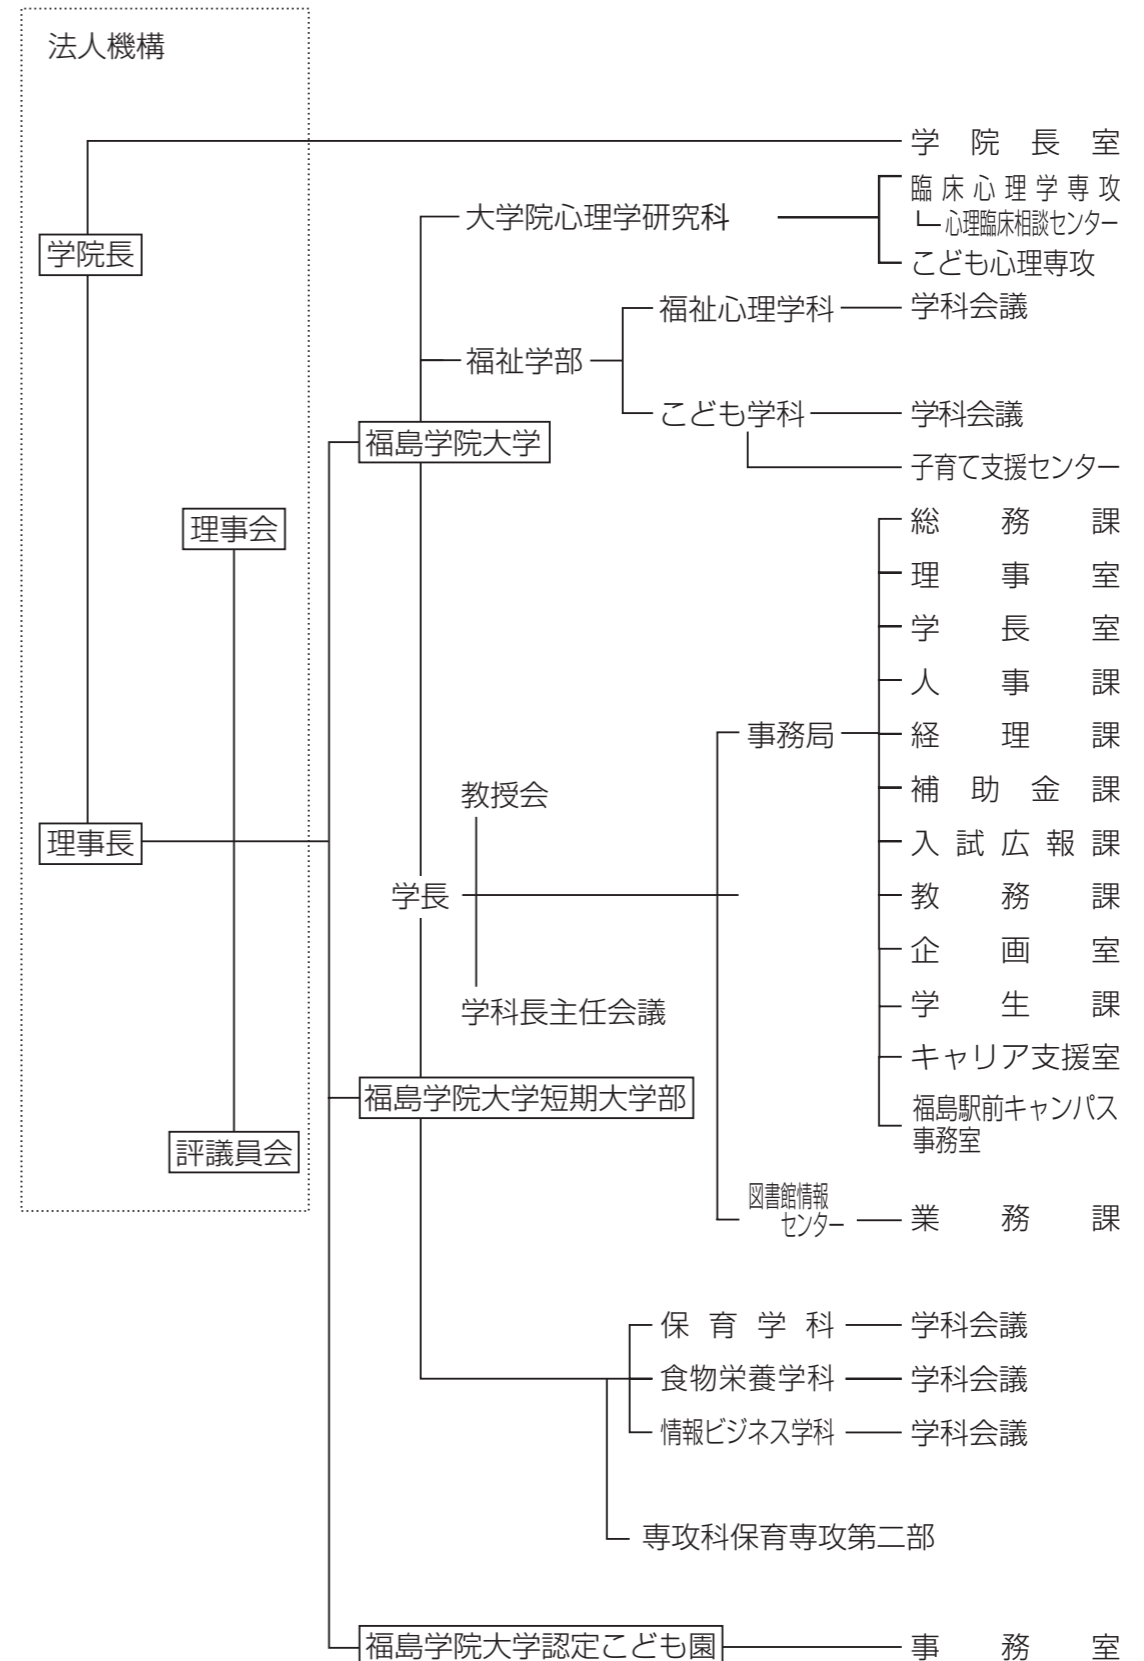 法人機構
学院長室
大学院心理学研究科
臨床心理学専攻
心理臨床相談センター
こども心理専攻
学院長
福祉心理学科
学科会議
福祉学部
こども学科
学科会議
福島学院大学
子育て支援センター
理事会
総務課
理事室
学長室
人事課
事務局
経理課
教授会
補助金課
理事長
入試広報課
学長
教務課
企画室
学科長主任会議
学生課
キャリア支援室
福島学院大学短期大学部
福島駅前キャンパス
事務室
評議員会
図書館情報
センター
業務課
保育学科
学科会議
食物栄養学科
学科会議
情報ビジネス学科
学科会議
専攻科保育専攻第二部
福島学院大学認定こども園
事務室